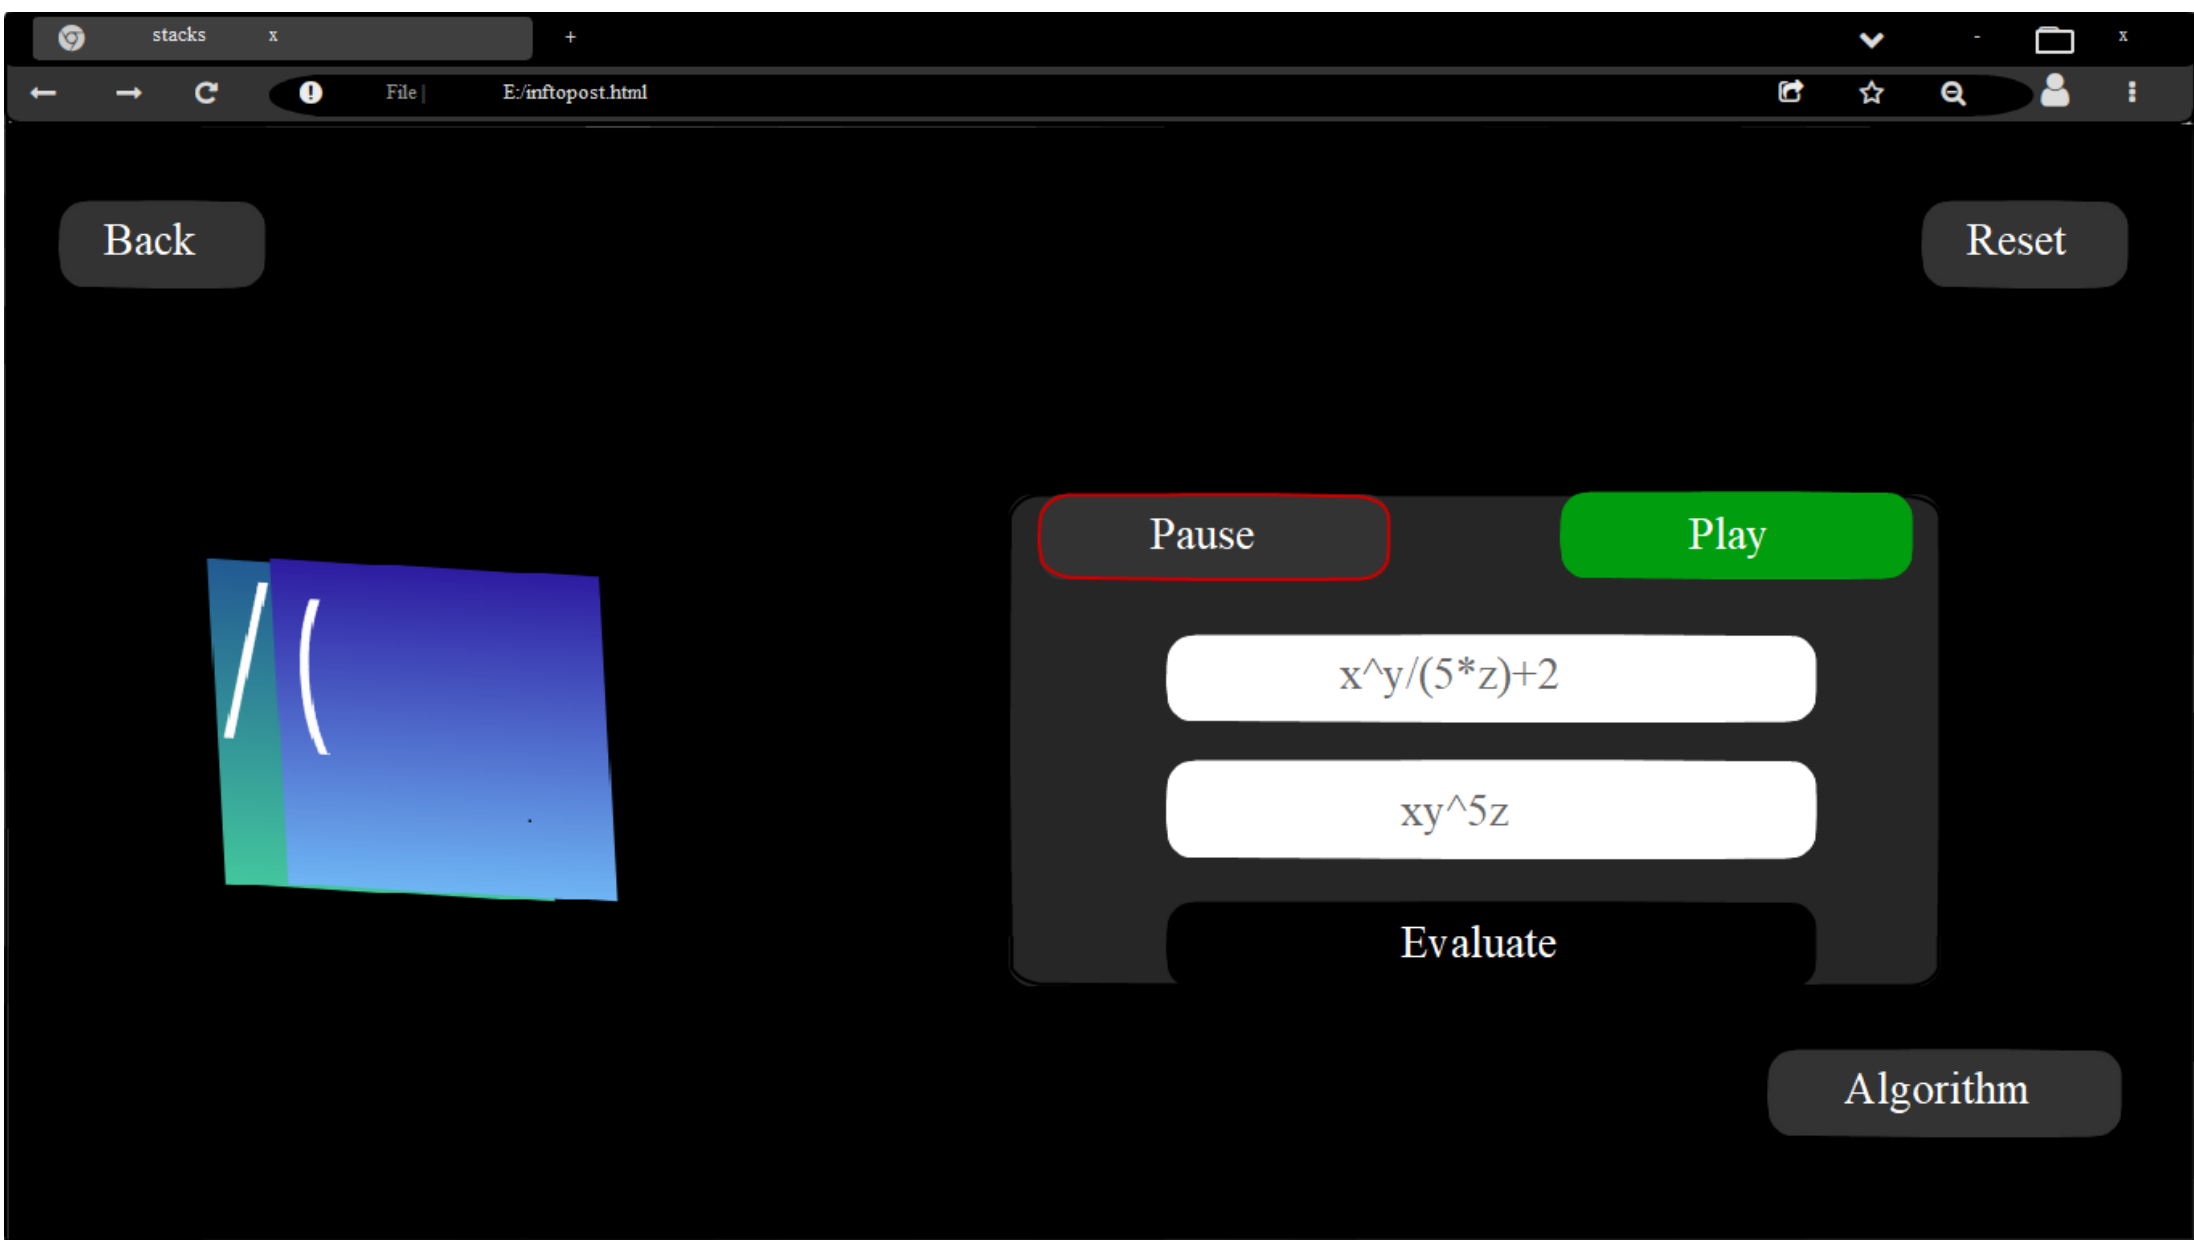 stacks x +
- x
File | E:/inftopost.html
Back
Reset
Pause
Play
/ (
x^y/(5*z)+2
xy^5z
Evaluate
Algorithm